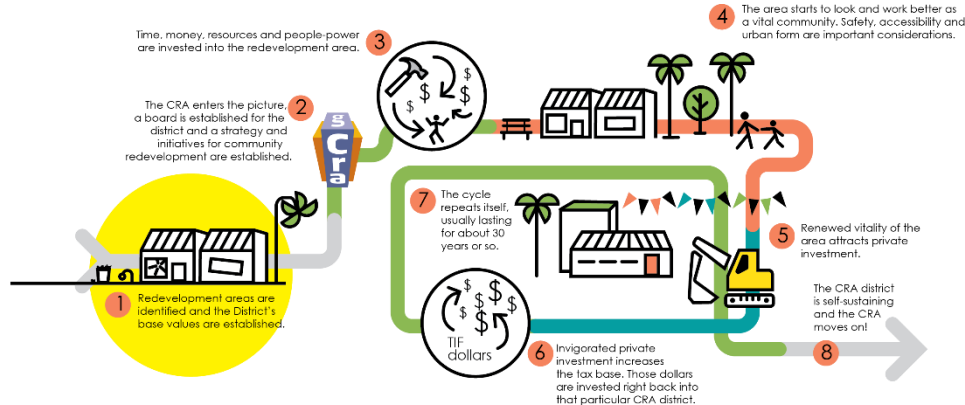 1
Redevelopment areas are
identified and the District's
base values are established.
2
The CRA enters the picture,
a board is established for the
district and a strategy and
initiatives for community
redevelopment are established.
g
C
r
a
3
Time, money, resources and people-power
are invested into the redevelopment area.
$
$
$
$
$
4
The area starts to look and work better as
a vital community. Safety, accessibility and
urban form are important considerations.
5
Renewed vitality of the
area attracts private
investment.
6
Invigorated private
investment increases
the tax base. Those dollars
are invested right back into
that particular CRA district.
$
$
$
$
$
$
$
TIF
dollars
7
The cycle
repeats itself,
usually lasting
for about 30
years or so.
The CRA district
is self-sustaining
and the CRA
moves on!
8